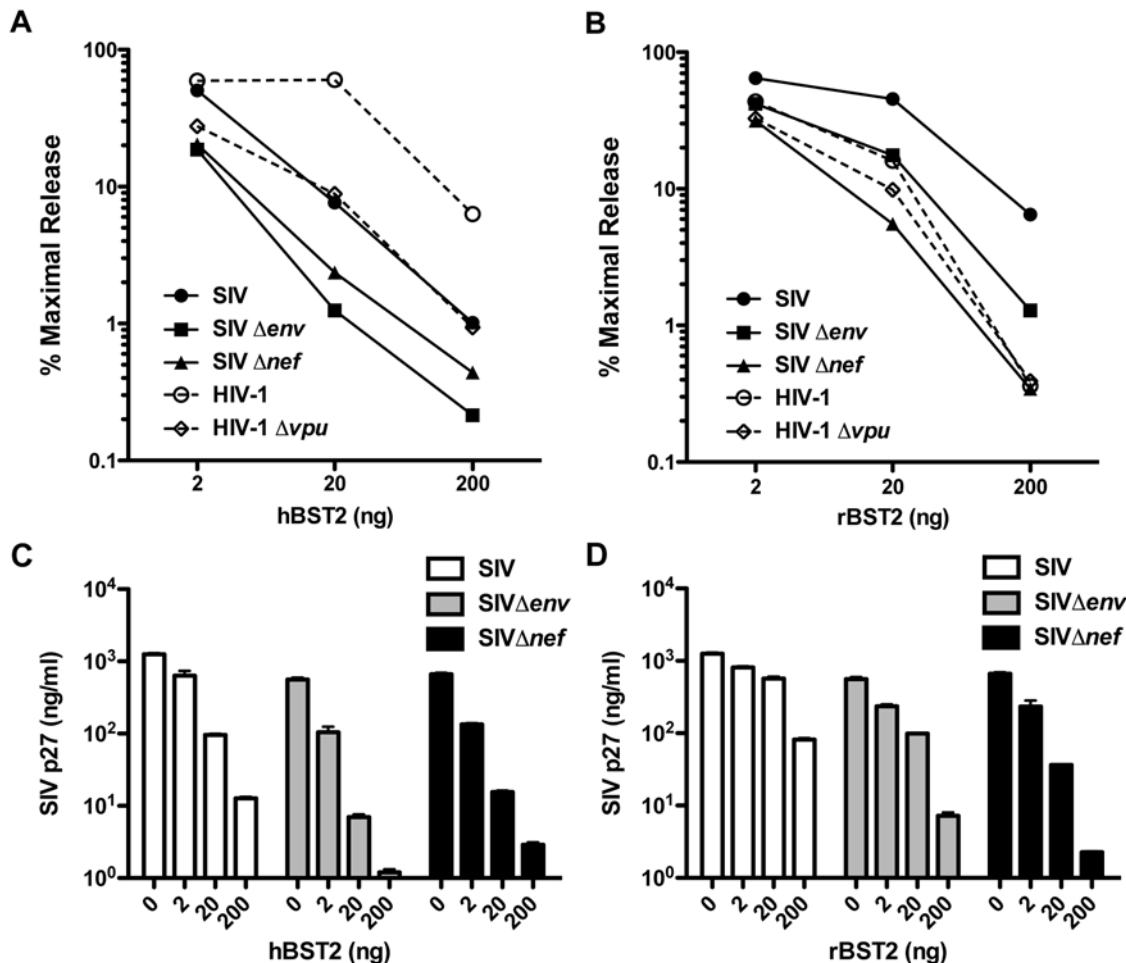 A
% Maximal Release
100
10
1
0.1
SIV
SIV Δenv
SIV Δnef
HIV-1
HIV-1 Δvpu
2 20 200
hBST2 (ng)
B
% Maximal Release
100
10
1
0.1
SIV
SIV Δenv
SIV Δnef
HIV-1
HIV-1 Δvpu
2 20 200
rBST2 (ng)
C
SIV
SIVΔenv
SIVΔnef
SIV p27 (ng/ml)
10⁴
10³
10²
10¹
10⁰
0 2 20 200 0 2 20 200 0 2 20 200
hBST2 (ng)
D
SIV
SIVΔenv
SIVΔnef
SIV p27 (ng/ml)
10⁴
10³
10²
10¹
10⁰
0 2 20 200 0 2 20 200 0 2 20 200
rBST2 (ng)